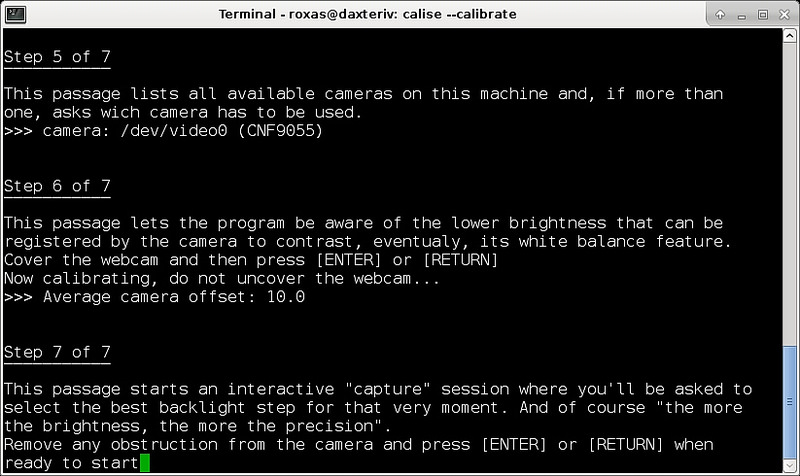 Terminal - roxas@daxteriv: calise --calibrate
Step 5 of 7
This passage lists all available cameras on this machine and, if more than
one, asks wich camera has to be used.
>>> camera: /dev/video0 (CNF9055)
Step 6 of 7
This passage lets the program be aware of the lower brightness that can be
registered by the camera to contrast, eventualy, its white balance feature.
Cover the webcam and then press [ENTER] or [RETURN]
Now calibrating, do not uncover the webcam...
>>> Average camera offset: 10.0
Step 7 of 7
This passage starts an interactive "capture" session where you'll be asked to
select the best backlight step for that very moment. And of course "the more
the brightness, the more the precision".
Remove any obstruction from the camera and press [ENTER] or [RETURN] when
ready to start